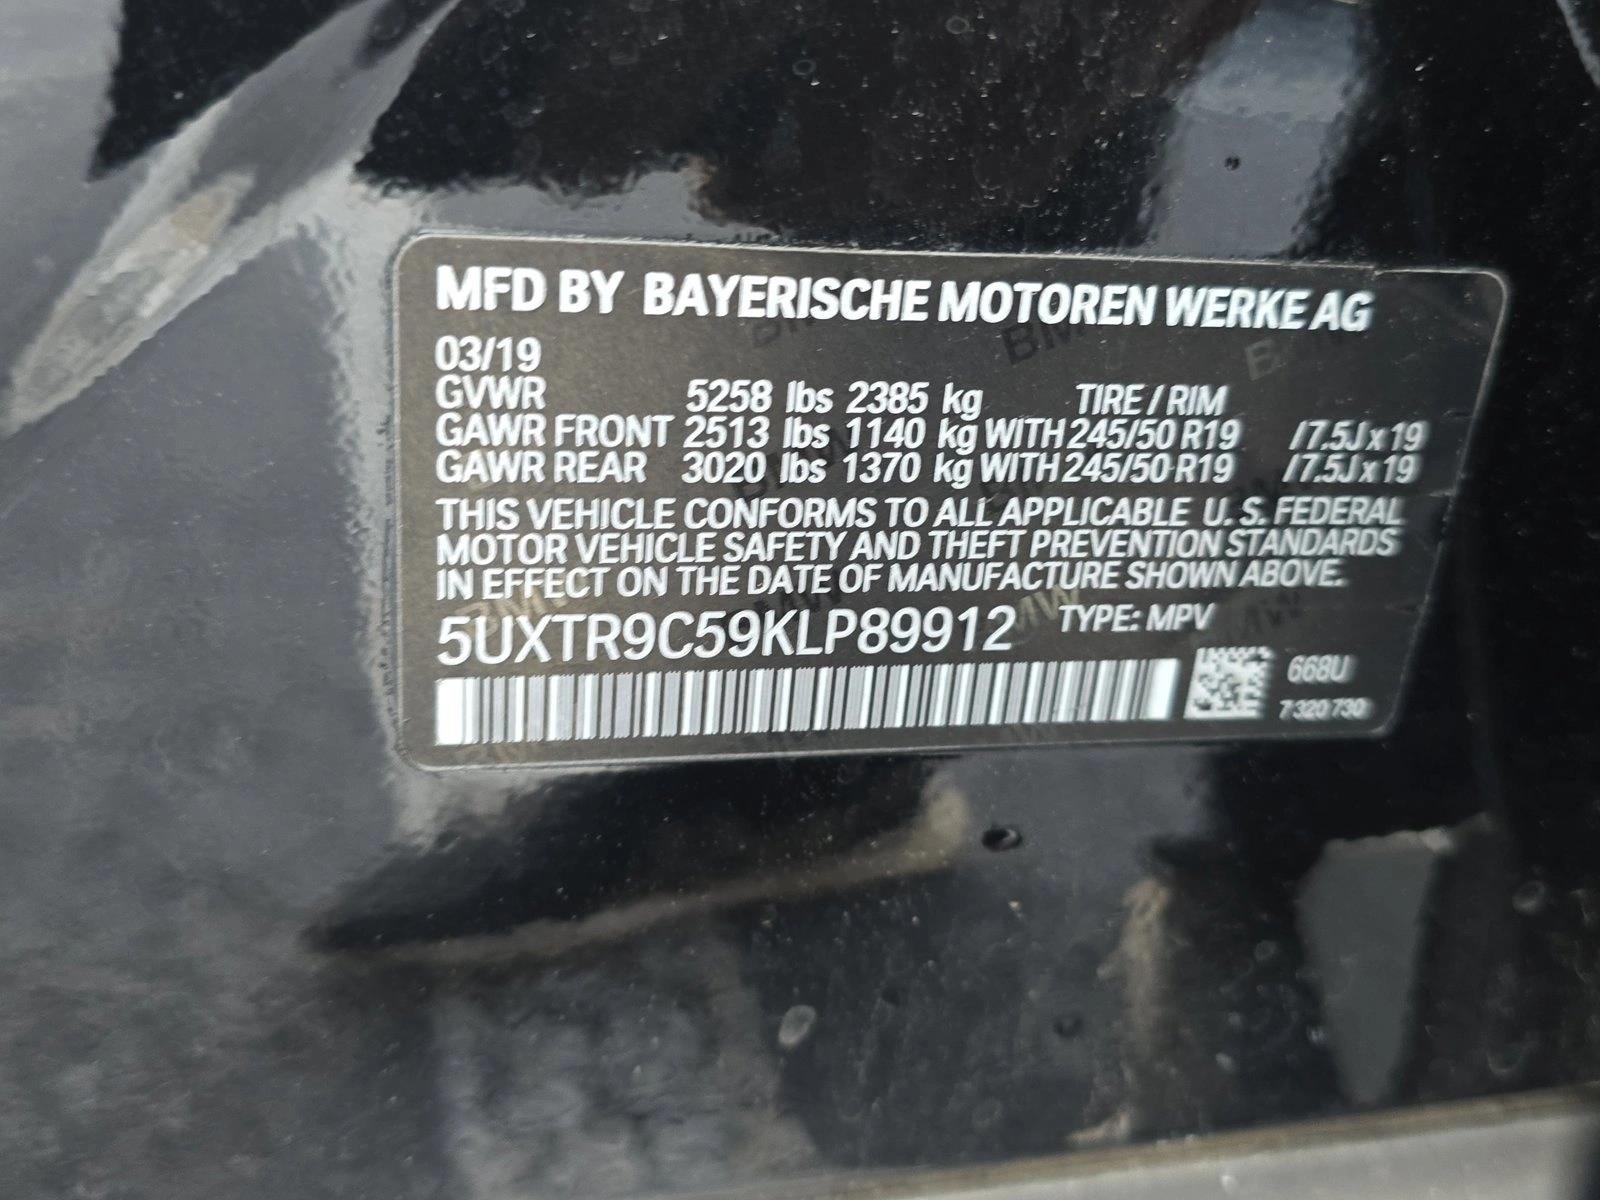 MFD BY BAYERISCHE MOTOREN WERKE AG
03/19
GVWR 5258 lbs 2385 kg TIRE / RIM
GAWR FRONT 2513 lbs 1140 kg WITH 245/50 R19 /7.5J x 19
GAWR REAR 3020 lbs 1370 kg WITH 245/50 R19 /7.5J x 19
THIS VEHICLE CONFORMS TO ALL APPLICABLE U. S. FEDERAL
MOTOR VEHICLE SAFETY AND THEFT PREVENTION STANDARDS
IN EFFECT ON THE DATE OF MANUFACTURE SHOWN ABOVE.
5UXTR9C59KLP89912 TYPE: MPV
668U
7 320 730